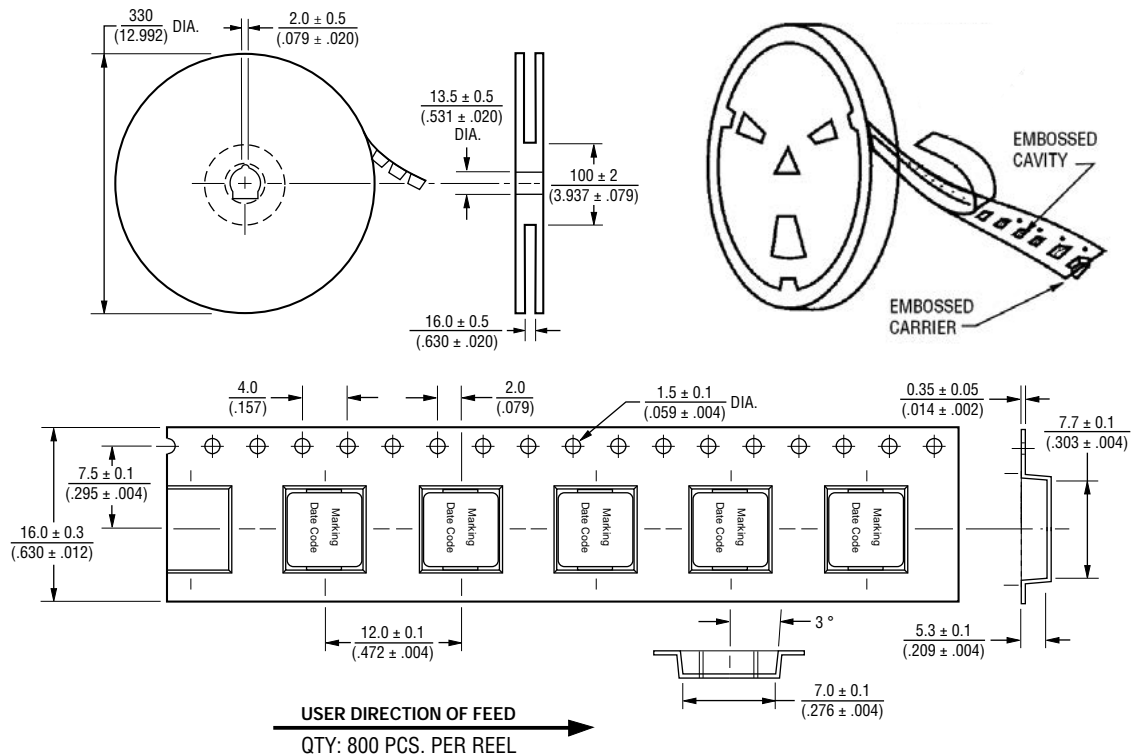 330
(12.992) DIA.
2.0 ± 0.5
(.079 ± .020)
13.5 ± 0.5
(.531 ± .020)
DIA.
100 ± 2
(3.937 ± .079)
16.0 ± 0.5
(.630 ± .020)
EMBOSSED
CAVITY
EMBOSSED
CARRIER
4.0
(.157)
2.0
(.079)
1.5 ± 0.1
(.059 ± .004) DIA.
0.35 ± 0.05
(.014 ± .002)
7.7 ± 0.1
(.303 ± .004)
7.5 ± 0.1
(.295 ± .004)
16.0 ± 0.3
(.630 ± .012)
Marking
Date Code
Marking
Date Code
Marking
Date Code
Marking
Date Code
Marking
Date Code
12.0 ± 0.1
(.472 ± .004)
3 °
5.3 ± 0.1
(.209 ± .004)
7.0 ± 0.1
(.276 ± .004)
USER DIRECTION OF FEED
QTY: 800 PCS. PER REEL